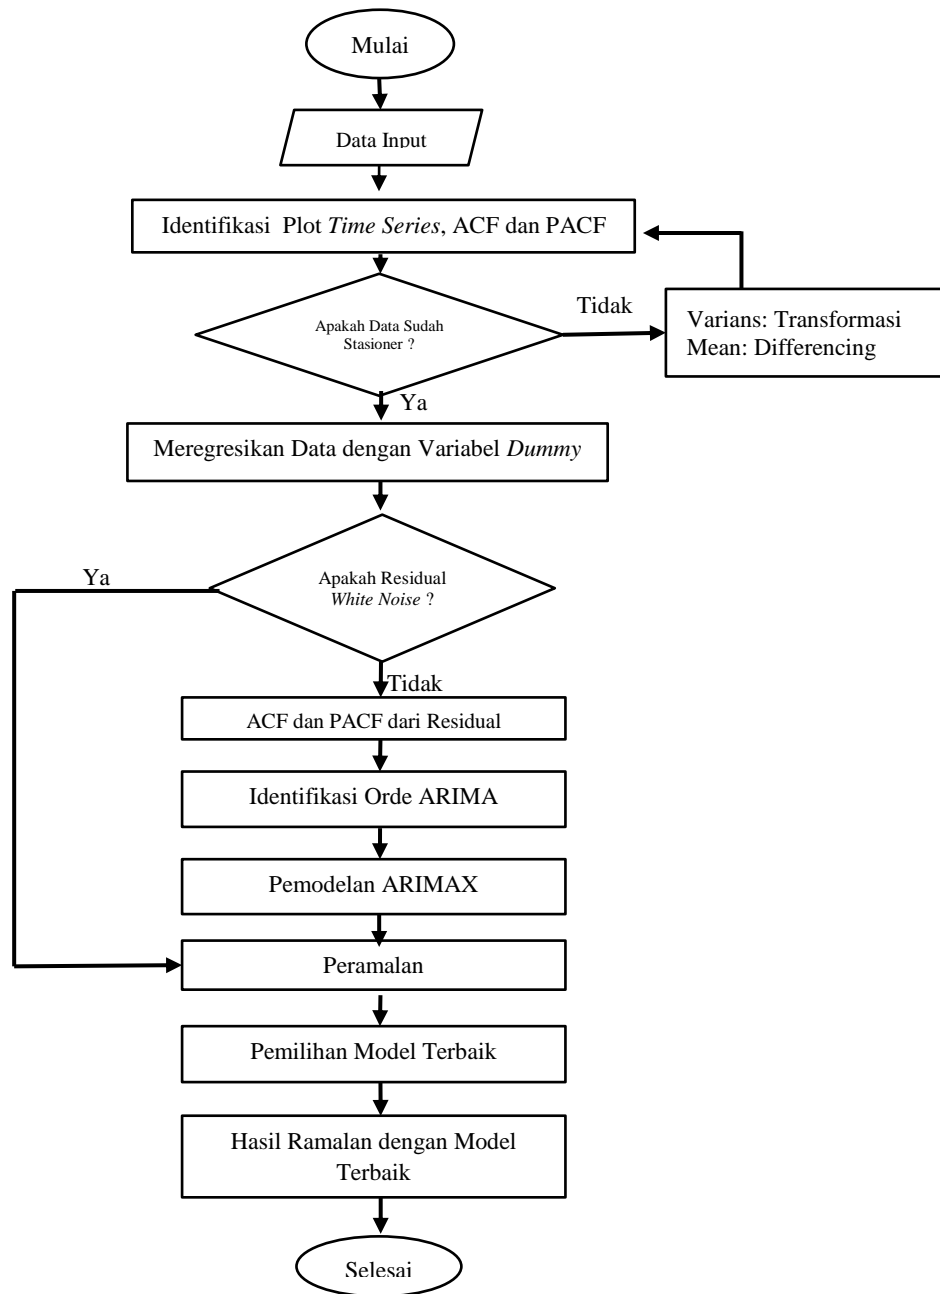 Mulai
Data Input
Identifikasi Plot Time Series, ACF dan PACF
Apakah Data Sudah
Stasioner ?
Tidak
Varians: Transformasi
Mean: Differencing
Ya
Meregresikan Data dengan Variabel Dummy
Apakah Residual
White Noise ?
Ya
Tidak
ACF dan PACF dari Residual
Identifikasi Orde ARIMA
Pemodelan ARIMAX
Peramalan
Pemilihan Model Terbaik
Hasil Ramalan dengan Model
Terbaik
Selesai